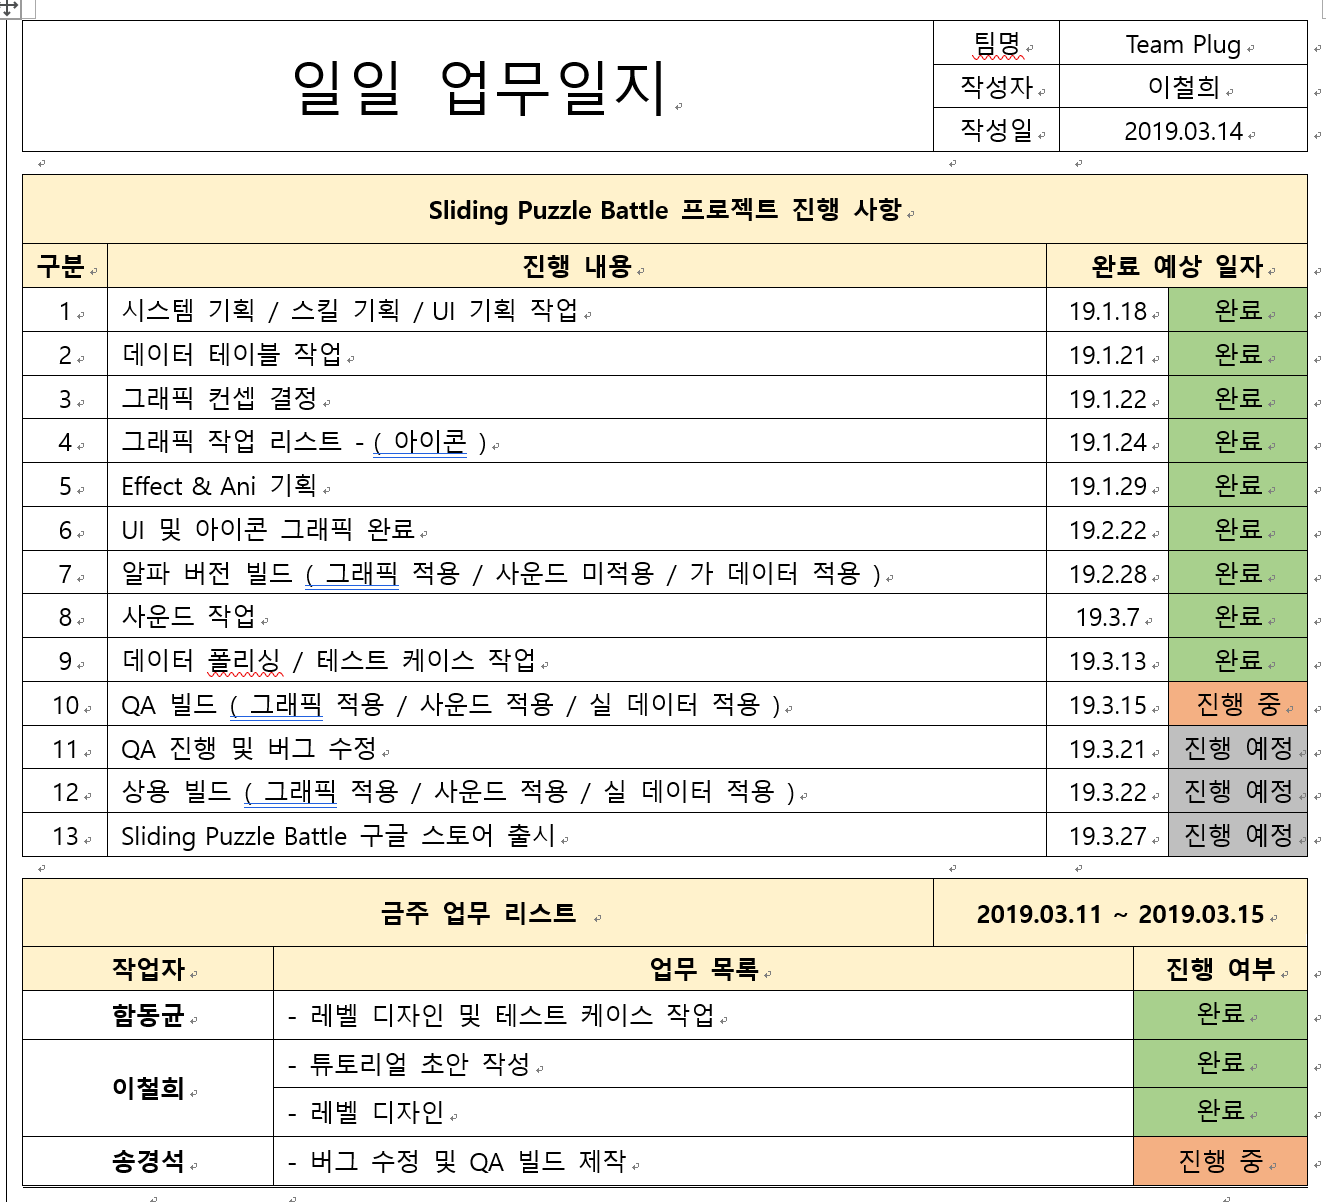 일일 업무일지
팀명 Team Plug
작성자 이철희
작성일 2019.03.14
Sliding Puzzle Battle 프로젝트 진행 사항
구분 진행 내용 완료 예상 일자
1 시스템 기획 / 스킬 기획 / UI 기획 작업 19.1.18 완료
2 데이터 테이블 작업 19.1.21 완료
3 그래픽 컨셉 결정 19.1.22 완료
4 그래픽 작업 리스트 - ( 아이콘 ) 19.1.24 완료
5 Effect & Ani 기획 19.1.29 완료
6 UI 및 아이콘 그래픽 완료 19.2.22 완료
7 알파 버전 빌드 ( 그래픽 적용 / 사운드 미적용 / 가 데이터 적용 ) 19.2.28 완료
8 사운드 작업 19.3.7 완료
9 데이터 폴리싱 / 테스트 케이스 작업 19.3.13 완료
10 QA 빌드 ( 그래픽 적용 / 사운드 적용 / 실 데이터 적용 ) 19.3.15 진행 중
11 QA 진행 및 버그 수정 19.3.21 진행 예정
12 상용 빌드 ( 그래픽 적용 / 사운드 적용 / 실 데이터 적용 ) 19.3.22 진행 예정
13 Sliding Puzzle Battle 구글 스토어 출시 19.3.27 진행 예정
금주 업무 리스트 2019.03.11 ~ 2019.03.15
작업자 업무 목록 진행 여부
함동균 - 레벨 디자인 및 테스트 케이스 작업 완료
이철희 - 튜토리얼 초안 작성 완료
- 레벨 디자인 완료
송경석 - 버그 수정 및 QA 빌드 제작 진행 중